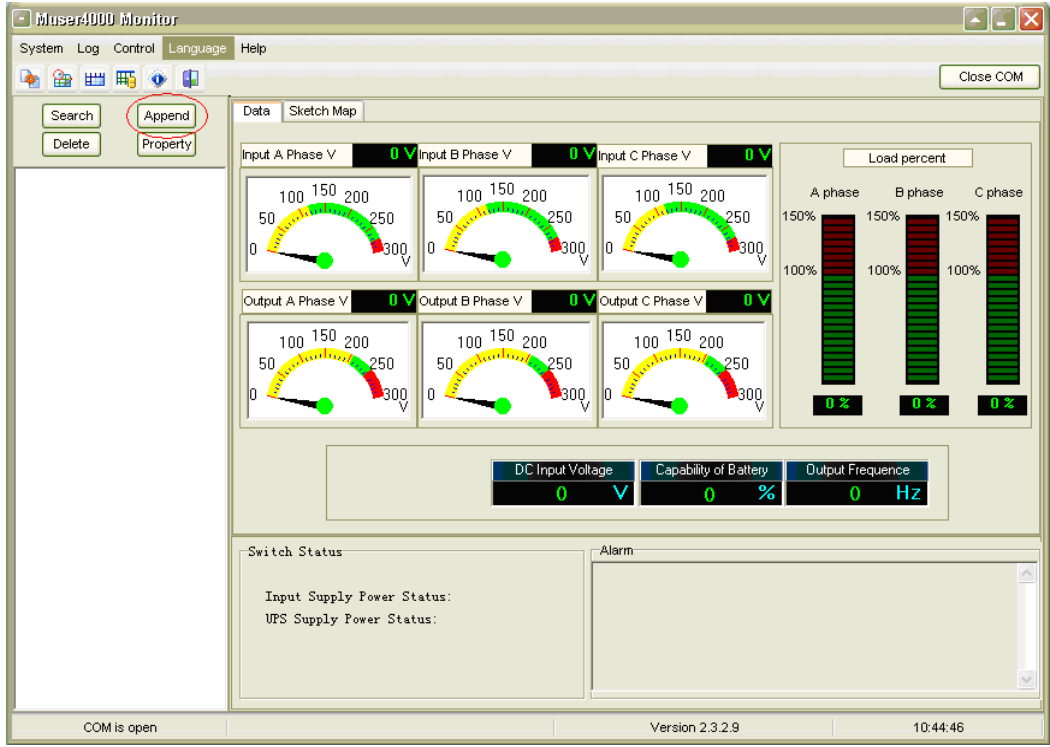 Muser4000 Monitor
System Log Control Language Help
Close COM
Search Append
Delete Property
Data Sketch Map
Input A Phase V 0 V Input B Phase V 0 V Input C Phase V 0 V
0 50 100 150 200 250 300 V
0 50 100 150 200 250 300 V
0 50 100 150 200 250 300 V
Output A Phase V 0 V Output B Phase V 0 V Output C Phase V 0 V
0 50 100 150 200 250 300 V
0 50 100 150 200 250 300 V
0 50 100 150 200 250 300 V
Load percent
A phase B phase C phase
150% 150% 150%
100% 100% 100%
0 % 0 % 0 %
DC Input Voltage Capability of Battery Output Frequence
0 V 0 % 0 Hz
Switch Status
Input Supply Power Status:
UPS Supply Power Status:
Alarm
COM is open Version 2.3.2.9 10:44:46